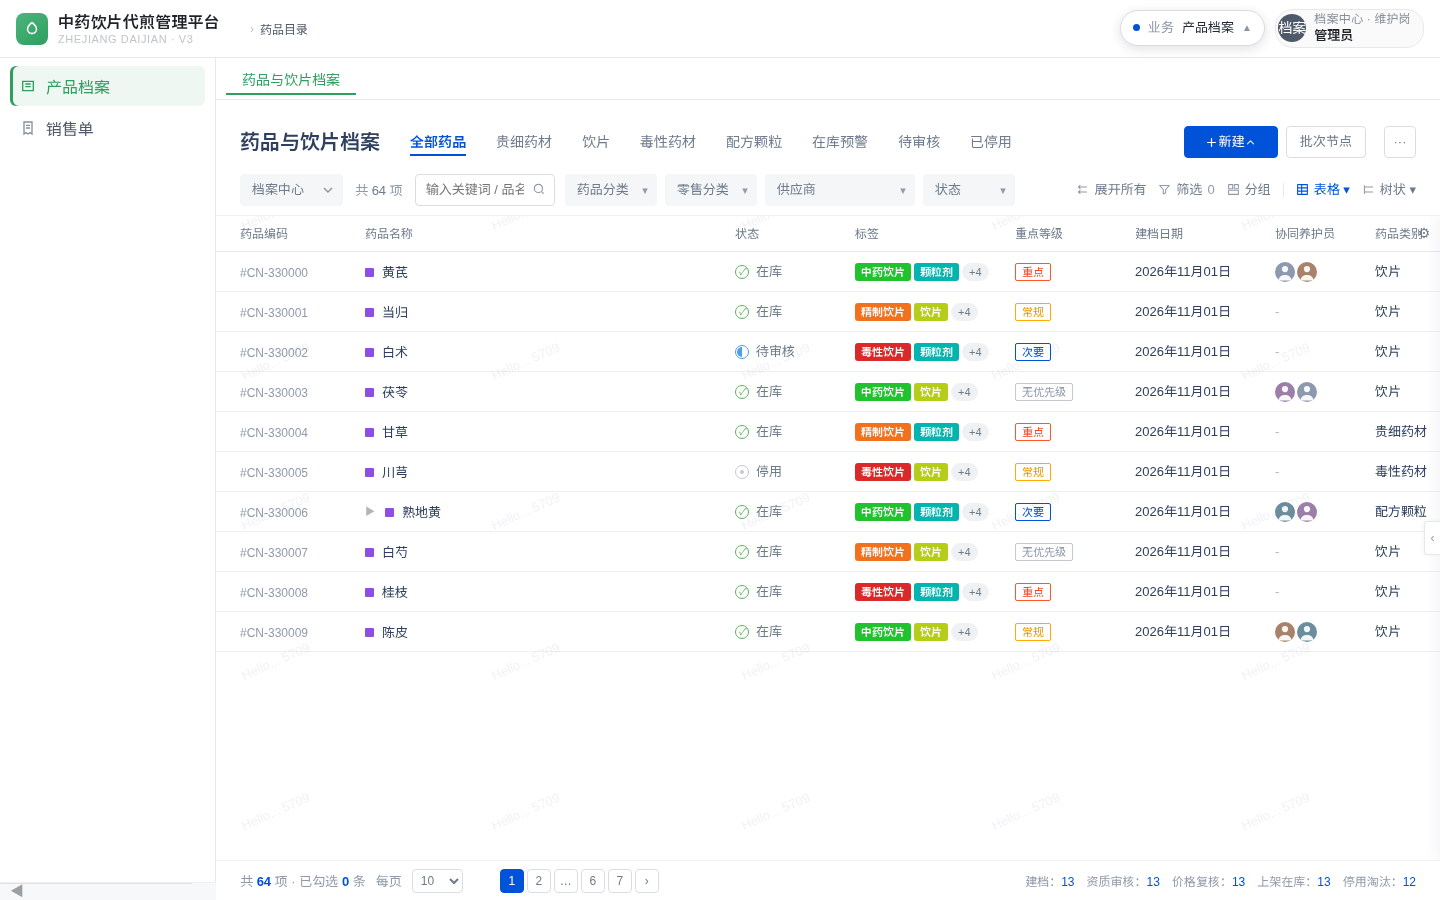 中药饮片代煎管理平台
ZHEJIANG DAIJIAN · V3
› 药品目录
业务 产品档案 ▲
档案
档案中心 · 维护岗
管理员
产品档案
销售单
药品与饮片档案
药品与饮片档案 全部药品 贵细药材 饮片 毒性药材 配方颗粒 在库预警 待审核 已停用
+新建 批次节点 ···
档案中心 共 64 项 输入关键词 / 品名 药品分类 ▾ 零售分类 ▾ 供应商 ▾ 状态 ▾
展开所有 筛选 0 分组 表格 ▾ 树状 ▾
药品编码 药品名称 状态 标签 重点等级 建档日期 协同养护员 药品类别
#CN-330000 黄芪 在库 中药饮片 颗粒剂 +4 重点 2026年11月01日 饮片
#CN-330001 当归 在库 精制饮片 饮片 +4 常规 2026年11月01日 - 饮片
#CN-330002 白术 待审核 毒性饮片 颗粒剂 +4 次要 2026年11月01日 - 饮片
#CN-330003 茯苓 在库 中药饮片 饮片 +4 无优先级 2026年11月01日 饮片
#CN-330004 甘草 在库 精制饮片 颗粒剂 +4 重点 2026年11月01日 - 贵细药材
#CN-330005 川芎 停用 毒性饮片 饮片 +4 常规 2026年11月01日 - 毒性药材
#CN-330006 熟地黄 在库 中药饮片 颗粒剂 +4 次要 2026年11月01日 配方颗粒
#CN-330007 白芍 在库 精制饮片 饮片 +4 无优先级 2026年11月01日 - 饮片
#CN-330008 桂枝 在库 毒性饮片 颗粒剂 +4 重点 2026年11月01日 - 饮片
#CN-330009 陈皮 在库 中药饮片 饮片 +4 常规 2026年11月01日 饮片
Hello... 5709 Hello... 5709 Hello... 5709 Hello... 5709 Hello... 5709
Hello... 5709 Hello... 5709 Hello... 5709 Hello... 5709 Hello... 5709
共 64 项 · 已勾选 0 条 每页 10 1 2 … 6 7 ›
建档：13 资质审核：13 价格复核：13 上架在库：13 停用淘汰：12